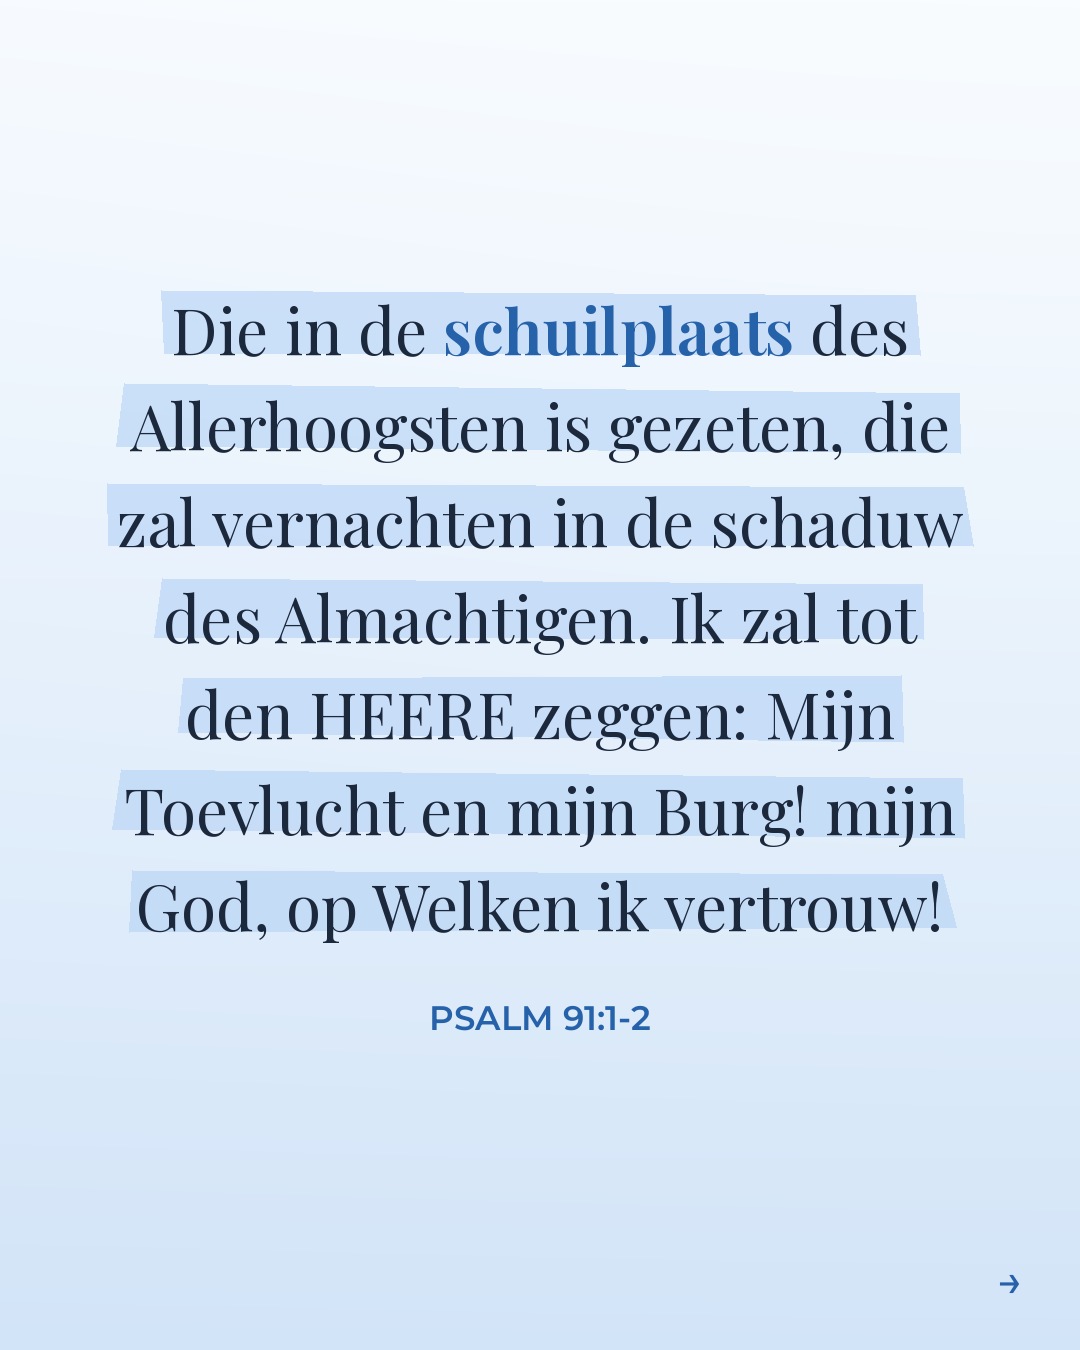 Die in de schuilplaats des
Allerhoogsten is gezeten, die
zal vernachten in de schaduw
des Almachtigen. Ik zal tot
den HEERE zeggen: Mijn
Toevlucht en mijn Burg! mijn
God, op Welken ik vertrouw!
PSALM 91:1-2
→